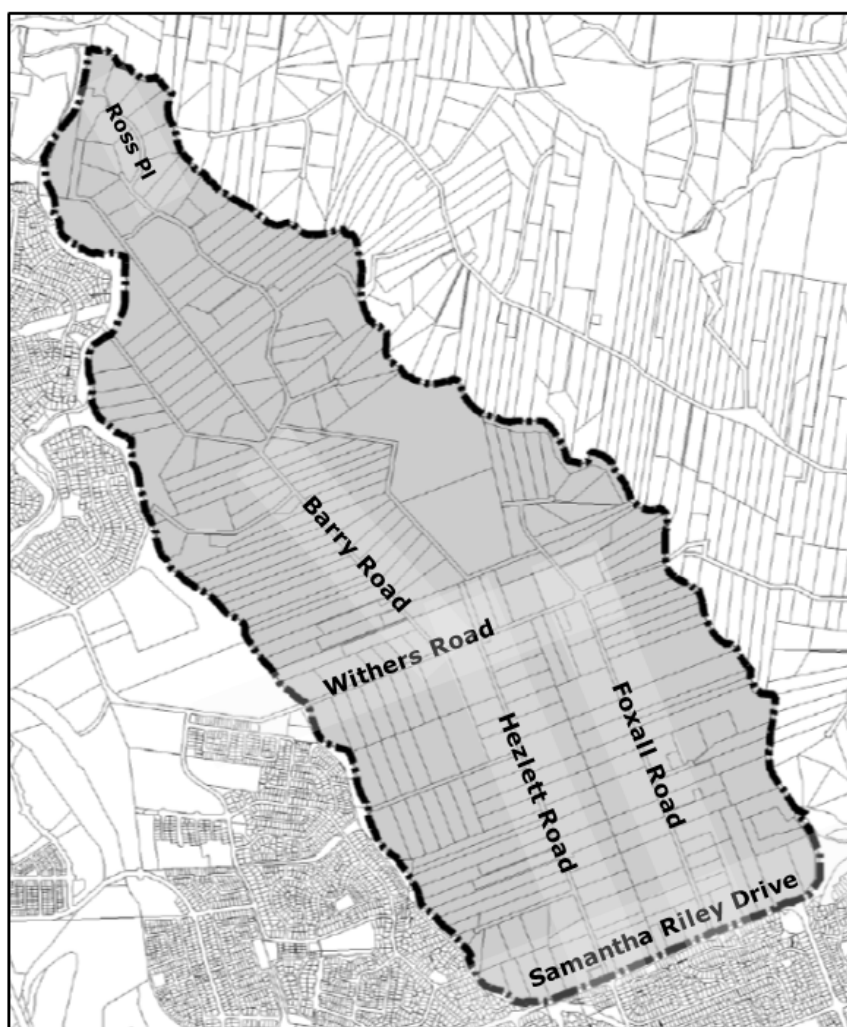 Ross Pl
Barry Road
Withers Road
Hezlett Road
Foxall Road
Samantha Riley Drive